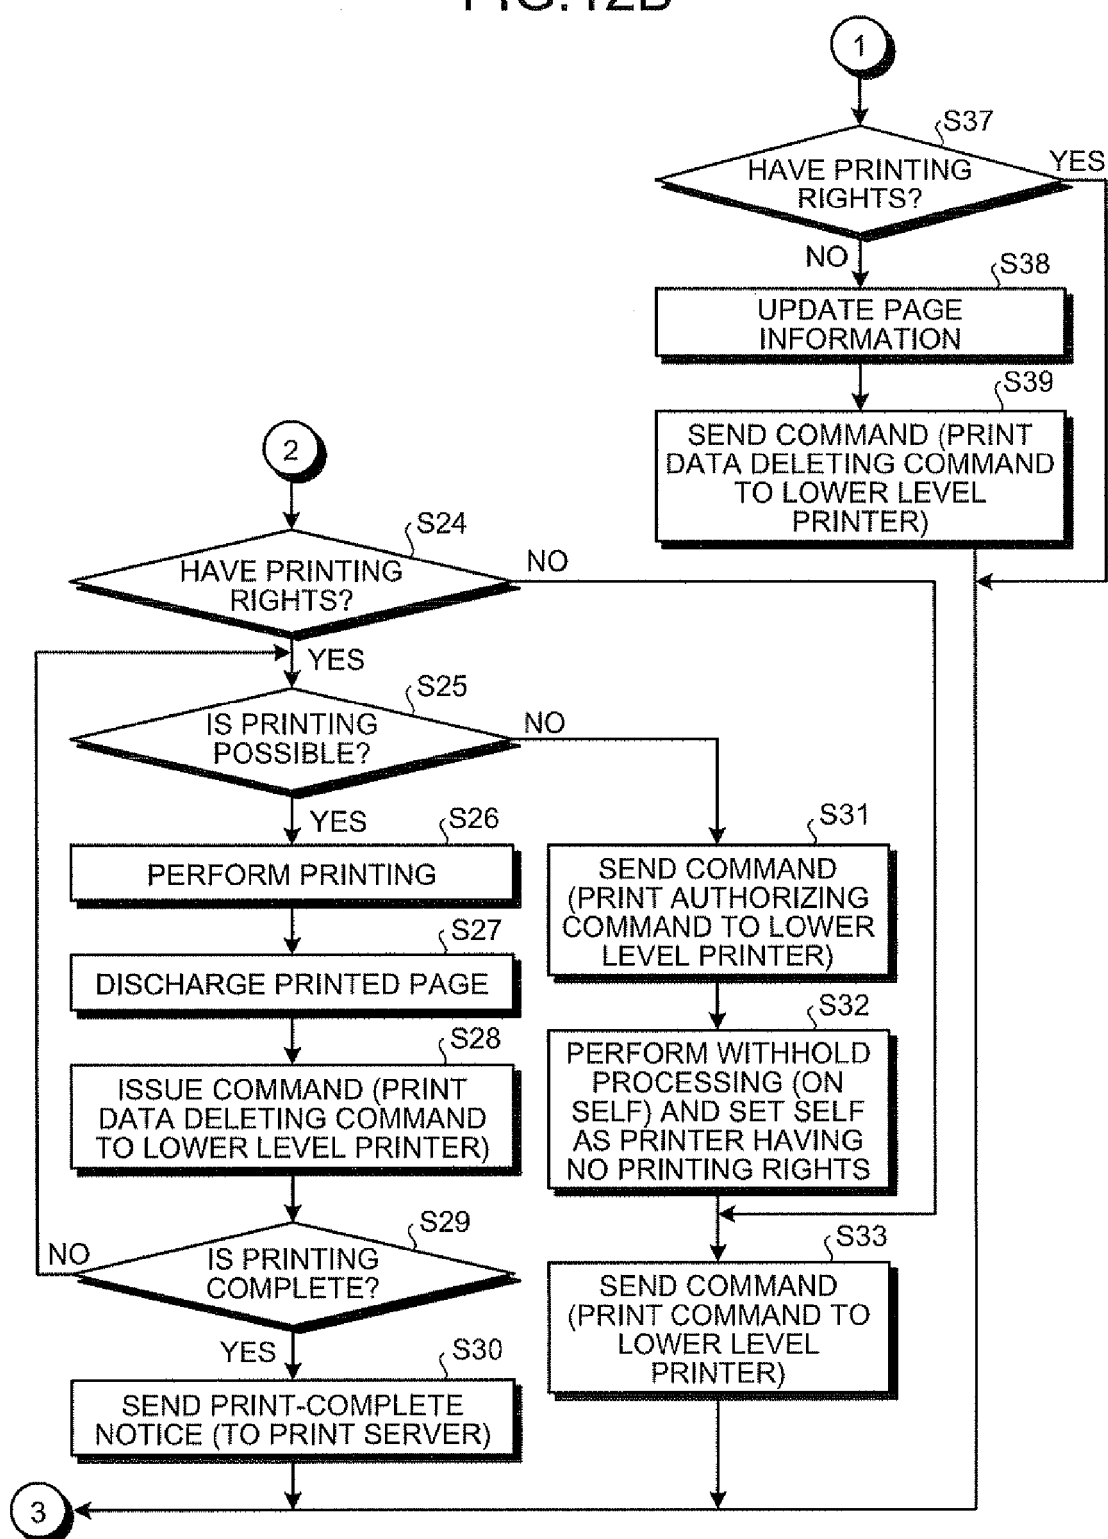 FIG.12B
1
S37
HAVE PRINTING
RIGHTS?
YES
NO
S38
UPDATE PAGE
INFORMATION
S39
SEND COMMAND (PRINT
DATA DELETING COMMAND
TO LOWER LEVEL
PRINTER)
2
S24
HAVE PRINTING
RIGHTS?
NO
YES
S25
IS PRINTING
POSSIBLE?
NO
YES
S26
PERFORM PRINTING
S27
DISCHARGE PRINTED PAGE
S28
ISSUE COMMAND (PRINT
DATA DELETING COMMAND
TO LOWER LEVEL PRINTER)
S29
IS PRINTING
COMPLETE?
NO
YES
S30
SEND PRINT-COMPLETE
NOTICE (TO PRINT SERVER)
S31
SEND COMMAND
(PRINT AUTHORIZING
COMMAND TO LOWER
LEVEL PRINTER)
S32
PERFORM WITHHOLD
PROCESSING (ON
SELF) AND SET SELF
AS PRINTER HAVING
NO PRINTING RIGHTS
S33
SEND COMMAND
(PRINT COMMAND TO
LOWER LEVEL
PRINTER)
3